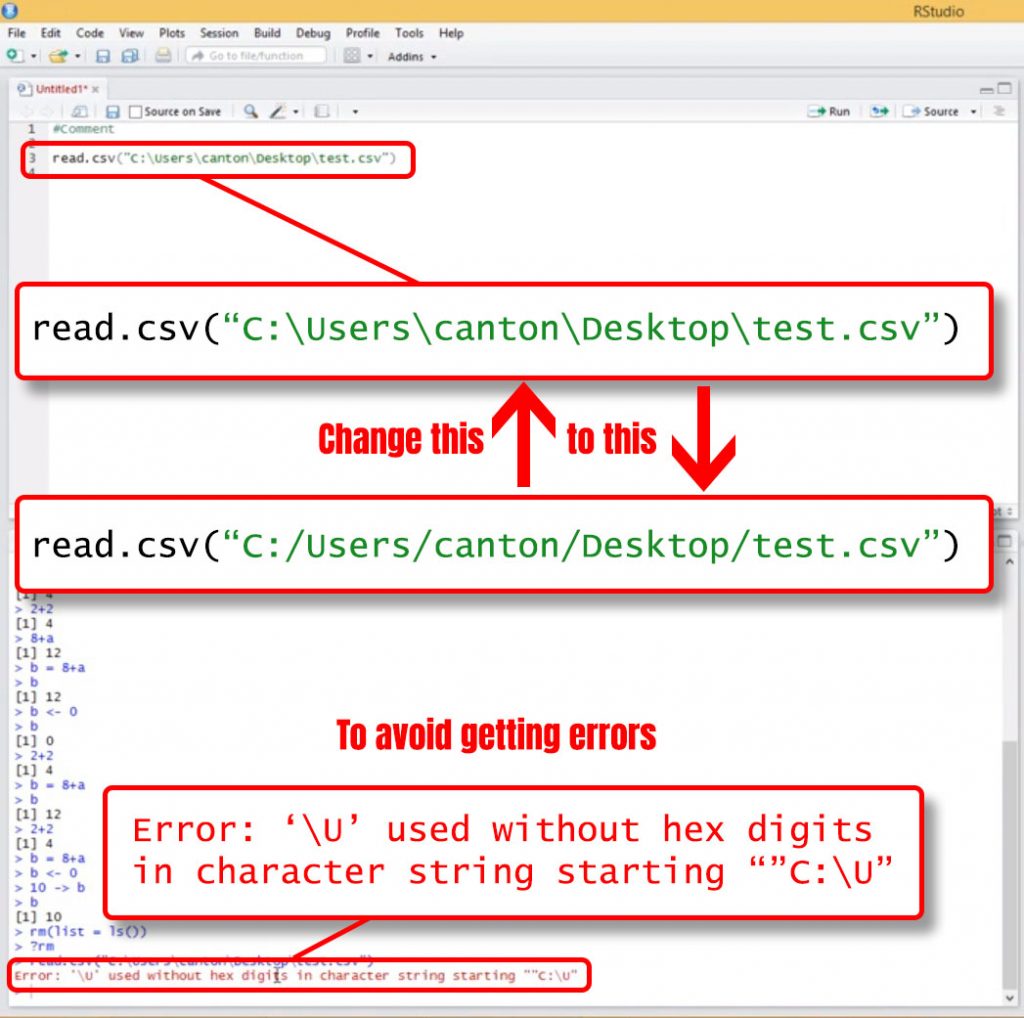 RStudio
File Edit Code View Plots Session Build Debug Profile Tools Help
Go to file/function Addins
Untitled1*
Source on Save Run Source
1 #Comment
3 read.csv("C:\Users\canton\Desktop\test.csv")
4
read.csv(“C:\Users\canton\Desktop\test.csv”)
Change this to this
read.csv(“C:/Users/canton/Desktop/test.csv”)
[1] 4
> 2+2
[1] 4
> 8+a
[1] 12
> b = 8+a
> b
[1] 12
> b <- 0
> b
[1] 0
> 2+2
[1] 4
> b = 8+a
> b
[1] 12
> 2+2
[1] 4
> b = 8+a
> b <- 0
> 10 -> b
> b
[1] 10
> rm(list = ls())
> ?rm
> read.csv("C:\Users\canton\Desktop\test.csv")
Error: '\U' used without hex digits in character string starting ""C:\U"
>
To avoid getting errors
Error: ‘\U’ used without hex digits
in character string starting “”C:\U”